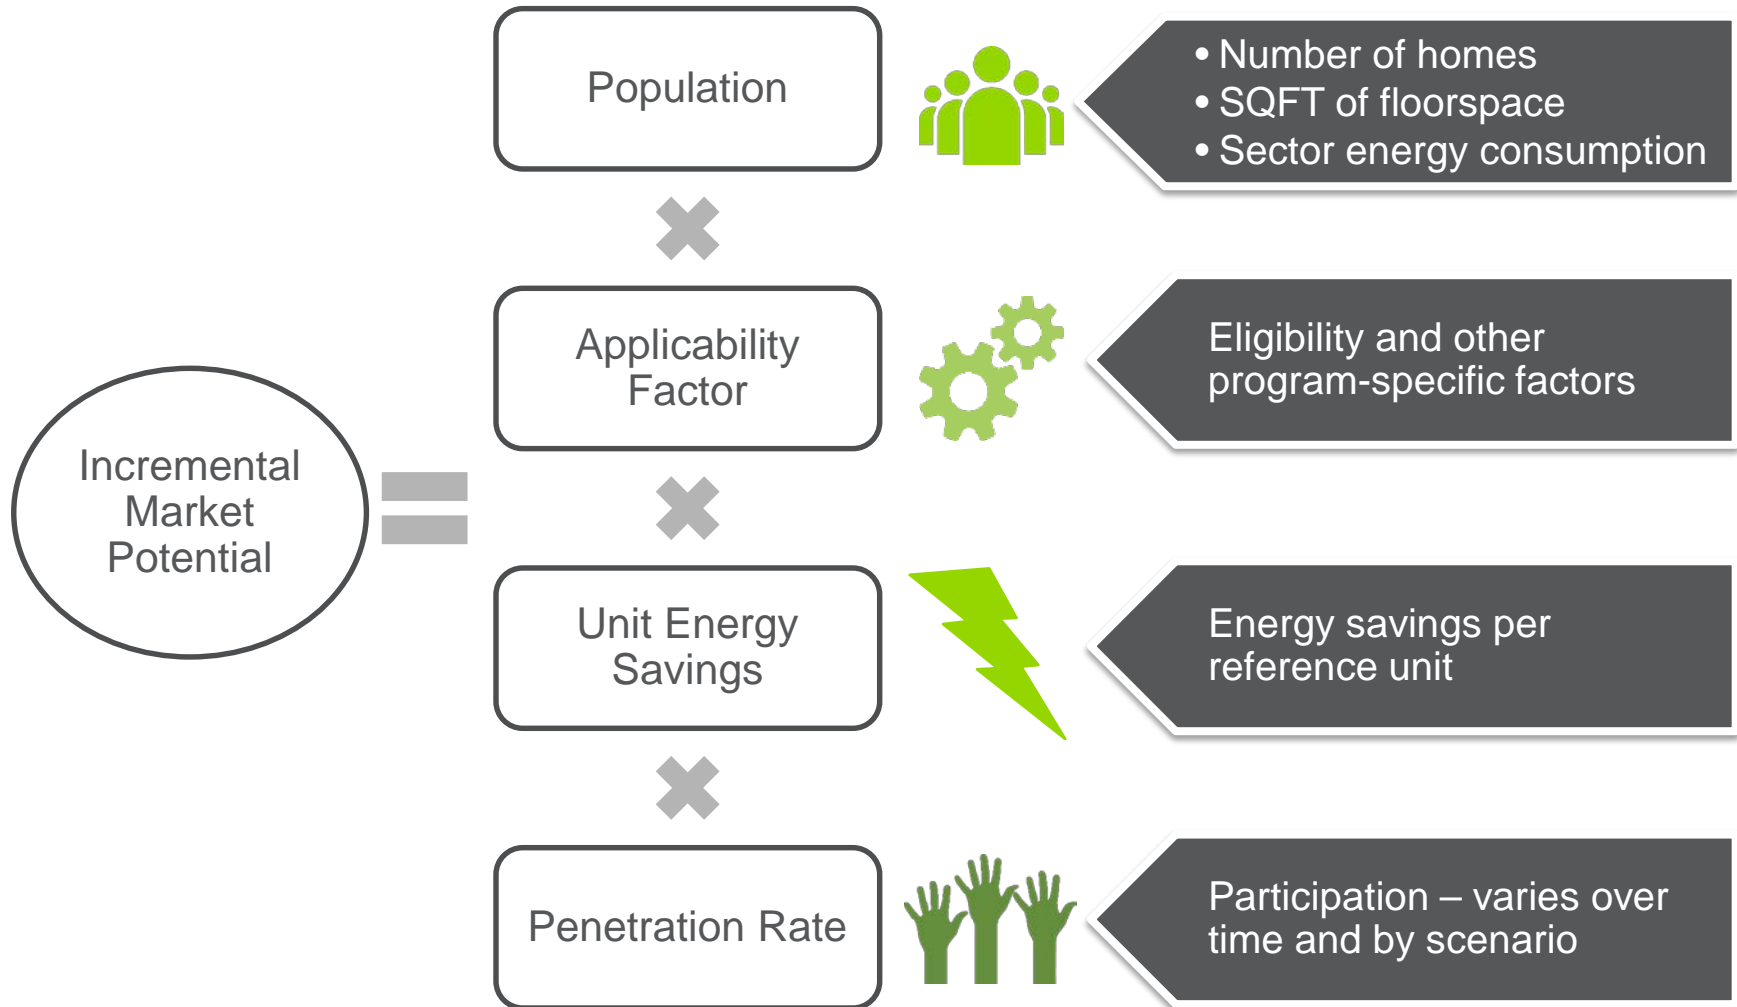 Population
• Number of homes
• SQFT of floorspace
• Sector energy consumption
Applicability
Factor
Eligibility and other
program-specific factors
Incremental
Market
Potential
Unit Energy
Savings
Energy savings per
reference unit
Penetration Rate
Participation – varies over
time and by scenario